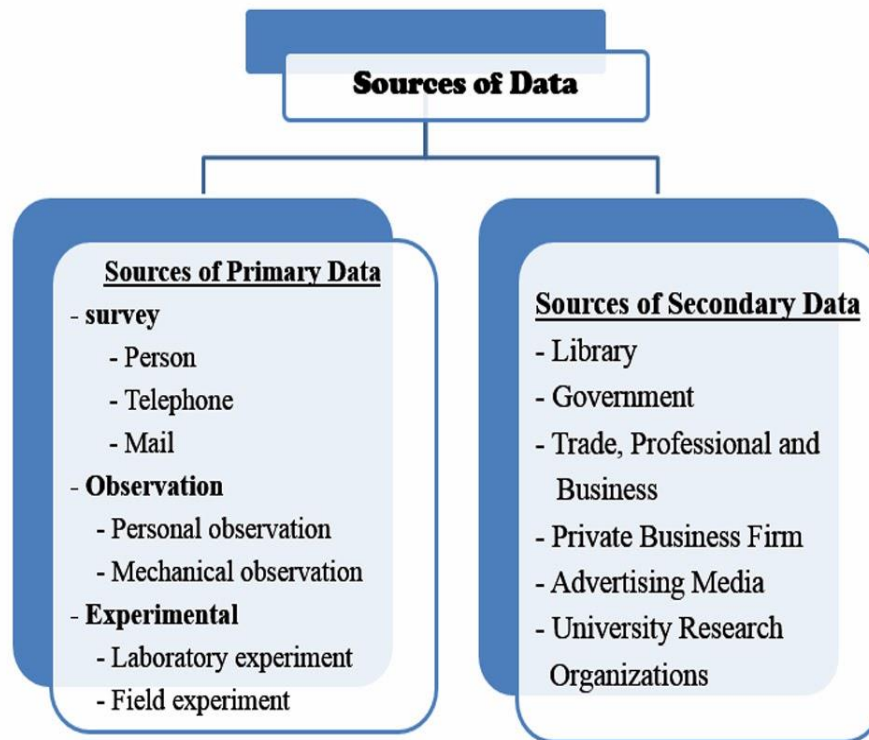 Sources of Data
Sources of Primary Data
- survey
- Person
- Telephone
- Mail
- Observation
- Personal observation
- Mechanical observation
- Experimental
- Laboratory experiment
- Field experiment
Sources of Secondary Data
- Library
- Government
- Trade, Professional and
Business
- Private Business Firm
- Advertising Media
- University Research
Organizations